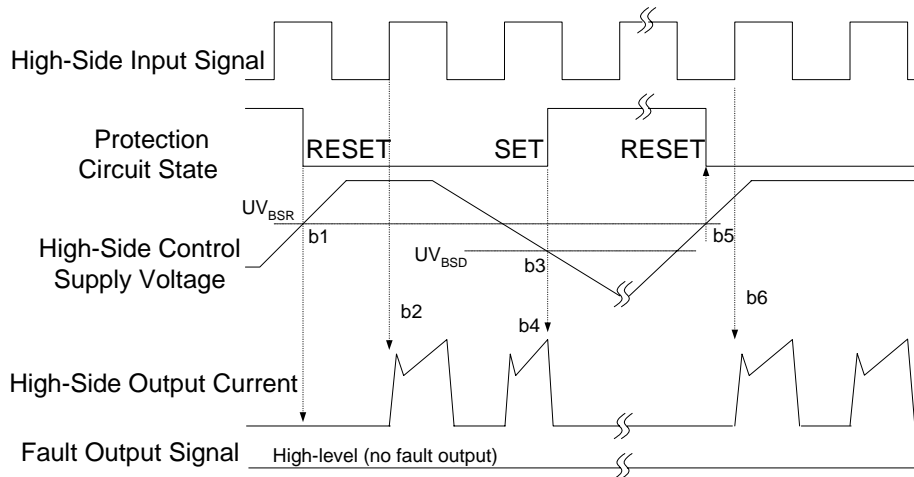 High-Side Input Signal
Protection
Circuit State
RESET
SET
RESET
UVBSR
b1
b5
High-Side Control
Supply Voltage
UVBSD
b3
b2
b4
b6
High-Side Output Current
Fault Output Signal
High-level (no fault output)